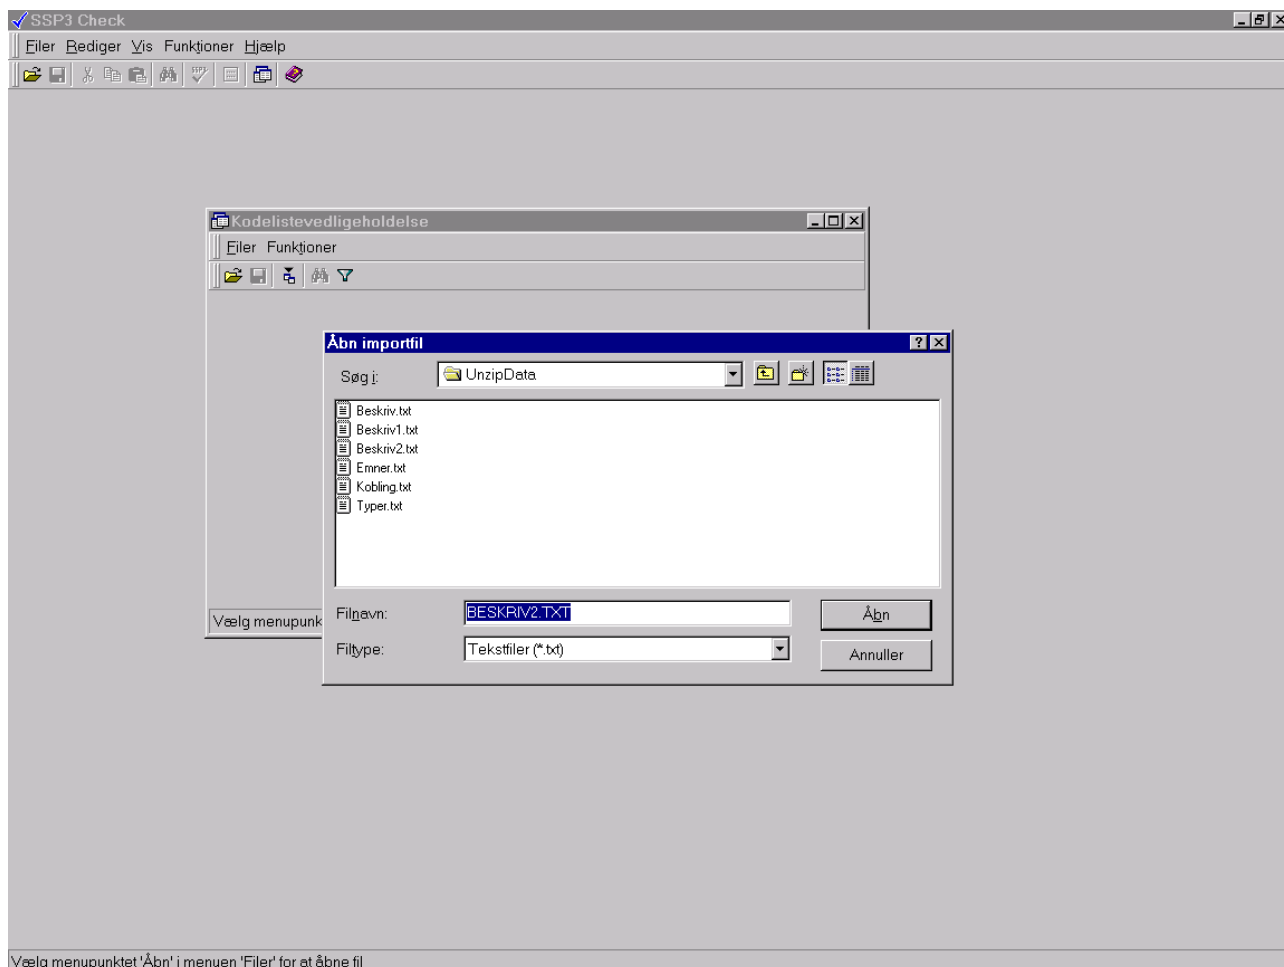 SSP3 Check
Filer Rediger Vis Funktioner Hjælp
Kodelistevedligeholdelse
Filer Funktioner
Åbn importfil
Søg i: UnzipData
Beskriv.txt
Beskriv1.txt
Beskriv2.txt
Emner.txt
Kobling.txt
Typer.txt
Filnavn: BESKRIV2.TXT Åbn
Vælg menupunk
Filtype: Tekstfiler (*.txt) Annuller
Vælg menupunktet 'Åbn' i menuen 'Filer' for at åbne fil